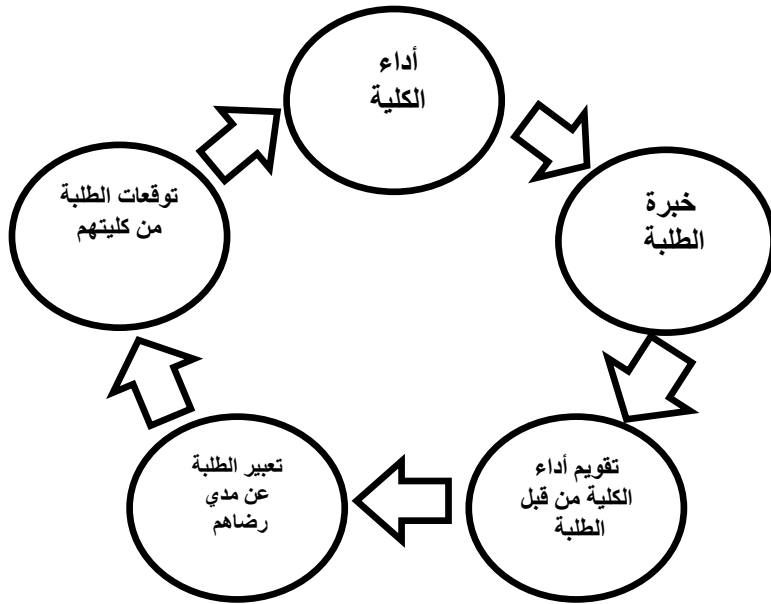 أداء
الكلية
خبرة
الطلبة
تقويم أداء
الكلية من قبل
الطلبة
تعبير الطلبة
عن مدي
رضاهم
توقعات الطلبة
من كليتهم